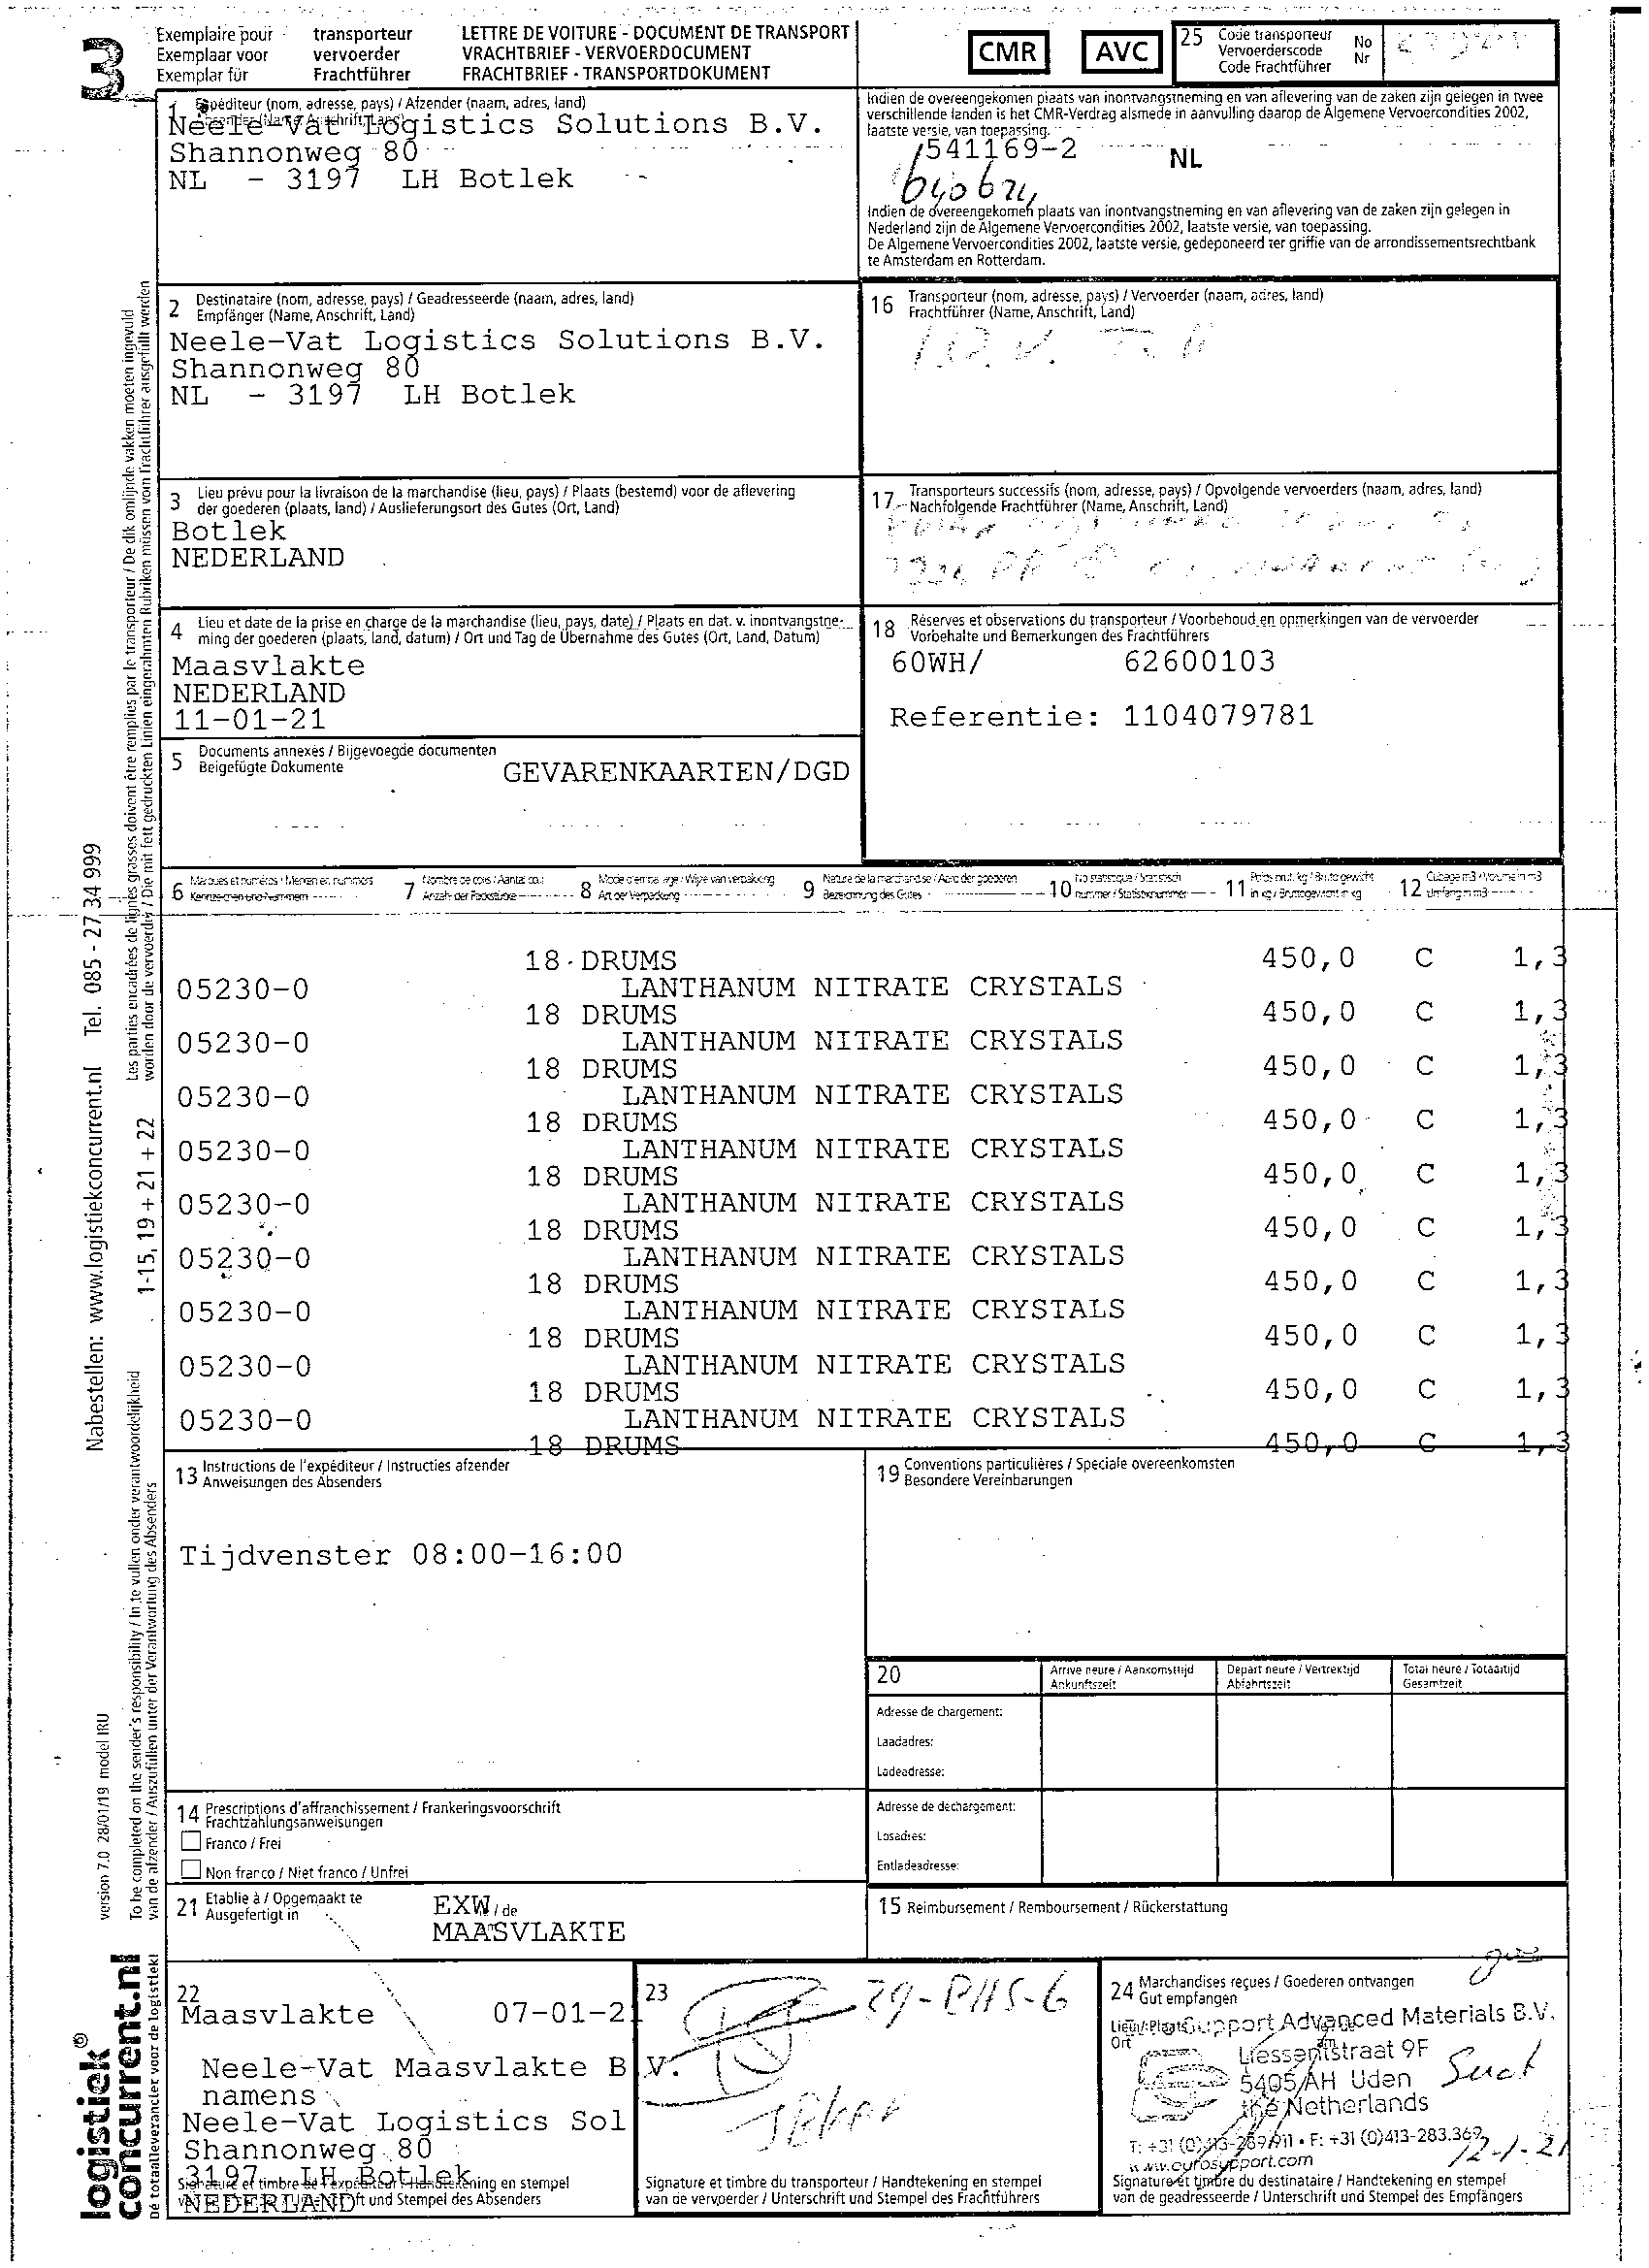 3
Exemplaire pour transporteur
Exemplaar voor vervoerder
Exemplar für Frachtführer
LETTRE DE VOITURE - DOCUMENT DE TRANSPORT
VRACHTBRIEF - VERVOERDOCUMENT
FRACHTBRIEF - TRANSPORTDOKUMENT
CMR
AVC
25 Code transporteur
Vervoerderscode
Code Frachtführer
No
Nr
1 Expéditeur (nom, adresse, pays) / Afzender (naam, adres, land)
Neele-Vat Logistics Solutions B.V.
Shannonweg 80
NL - 3197 LH Botlek
Indien de overeengekomen plaats van inontvangstneming en van aflevering van de zaken zijn gelegen in twee
verschillende landen is het CMR-Verdrag alsmede in aanvulling daarop de Algemene Vervoercondities 2002,
laatste versie, van toepassing.
1541169-2 NL
Indien de overeengekomen plaats van inontvangstneming en van aflevering van de zaken zijn gelegen in
Nederland zijn de Algemene Vervoercondities 2002, laatste versie, van toepassing.
De Algemene Vervoercondities 2002, laatste versie, gedeponeerd ter griffie van de arrondissementsrechtbank
te Amsterdam en Rotterdam.
2 Destinataire (nom, adresse, pays) / Geadresseerde (naam, adres, land)
Empfänger (Name, Anschrift, Land)
Neele-Vat Logistics Solutions B.V.
Shannonweg 80
NL - 3197 LH Botlek
16 Transporteur (nom, adresse, pays) / Vervoerder (naam, adres, land)
Frachtführer (Name, Anschrift, Land)
3 Lieu prévu pour la livraison de la marchandise (lieu, pays) / Plaats (bestemd) voor de aflevering
der goederen (plaats, land) / Auslieferungsort des Gutes (Ort, Land)
Botlek
NEDERLAND
17 Transporteurs successifs (nom, adresse, pays) / Opvolgende vervoerders (naam, adres, land)
Nachfolgende Frachtführer (Name, Anschrift, Land)
4 Lieu et date de la prise en charge de la marchandise (lieu, pays, date) / Plaats en dat. v. inontvangstne-
ming der goederen (plaats, land, datum) / Ort und Tag de Übernahme des Gutes (Ort, Land, Datum)
Maasvlakte
NEDERLAND
11-01-21
18 Réserves et observations du transporteur / Voorbehoud en opmerkingen van de vervoerder
Vorbehalte und Bemerkungen des Frachtführers
60WH/ 62600103
Referentie: 1104079781
5 Documents annexés / Bijgevoegde documenten
Beigefügte Dokumente
GEVARENKAARTEN/DGD
6 Marques et numéros / Merken en nummers
Kennzeichen und Nummern
7 Nombre de colis / Aantal colli
Anzahl der Packstücke
8 Mode d'emballage / Wijze van verpakking
Art der Verpackung
9 Nature de la marchandise / Aard der goederen
Bezeichnung des Gutes
10 No statistique / Statistisch
nummer / Statistiknummer
11 Poids brut, kg / Bruto gewicht
in kg / Bruttogewicht in kg
12 Cubage m3 / Volume in m3
Umfang m3
18 DRUMS 450,0 C 1,3
05230-0 LANTHANUM NITRATE CRYSTALS
18 DRUMS 450,0 C 1,3
05230-0 LANTHANUM NITRATE CRYSTALS
18 DRUMS 450,0 C 1,3
05230-0 LANTHANUM NITRATE CRYSTALS
18 DRUMS 450,0 C 1,3
05230-0 LANTHANUM NITRATE CRYSTALS
18 DRUMS 450,0 C 1,3
05230-0 LANTHANUM NITRATE CRYSTALS
18 DRUMS 450,0 C 1,3
05230-0 LANTHANUM NITRATE CRYSTALS
18 DRUMS 450,0 C 1,3
05230-0 LANTHANUM NITRATE CRYSTALS
18 DRUMS 450,0 C 1,3
05230-0 LANTHANUM NITRATE CRYSTALS
18 DRUMS 450,0 C 1,3
05230-0 LANTHANUM NITRATE CRYSTALS
18 DRUMS 450,0 C 1,3
13 Instructions de l'expéditeur / Instructies afzender
Anweisungen des Absenders
Tijdvenster 08:00-16:00
19 Conventions particulières / Speciale overeenkomsten
Besondere Vereinbarungen
20
Arrivé heure / Aankomsttijd
Ankunftszeit
Depart heure / Vertrektijd
Abfahrtszeit
Total heure / Totaaltijd
Gesamtzeit
Adresse de chargement:
Laadadres:
Ladeadresse:
Adresse de dechargement:
Losadres:
Entladeadresse:
14 Prescriptions d'affranchissement / Frankeringsvoorschrift
Frachtzahlungsanweisungen
Franco / Frei
Non franco / Niet franco / Unfrei
21 Etablie à / Opgemaakt te
Ausgefertigt in
EXW / de
MAASVLAKTE
15 Reimbursement / Remboursement / Rückerstattung
22
Maasvlakte 07-01-2
Neele-Vat Maasvlakte B.V.
namens
Neele-Vat Logistics Sol
Shannonweg 80
3197 LH Botlek
NEDERLAND
23
29-BHS-6
Signature et timbre du transporteur / Handtekening en stempel
van de vervoerder / Unterschrift und Stempel des Frachtführers
24 Marchandises reçues / Goederen ontvangen
Gut empfangen
Lieu / Plaats
Ort
Support Advanced Materials B.V.
Liessentstraat 9F
5405 AH Uden
the Netherlands
T: +31 (0)413-289.911 • F: +31 (0)413-283.369
www.eurosupport.com
12-1-21
Signature et timbre du destinataire / Handtekening en stempel
van de geadresseerde / Unterschrift und Stempel des Empfängers
Les parties encadrées de lignes grasses doivent être remplies par le transporteur / De dik omlijnde vakken moeten ingevuld
worden door de vervoerder / Die mit fett gedruckten Linien eingerahmten Rubriken müssen vom Frachtführer ausgefüllt werden
1-15, 19 + 21 + 22
To be completed on the sender's responsibility / In te vullen onder verantwoordelijkheid
van de afzender / Auszufüllen unter der Verantwortung des Absenders
Nabestellen: www.logistiekconcurrent.nl Tel. 085 - 27 34 999
version 7.0 28/01/19 model IRU
logistiek®
concurrent.nl
Dé totaalleverancier voor de logistiek!